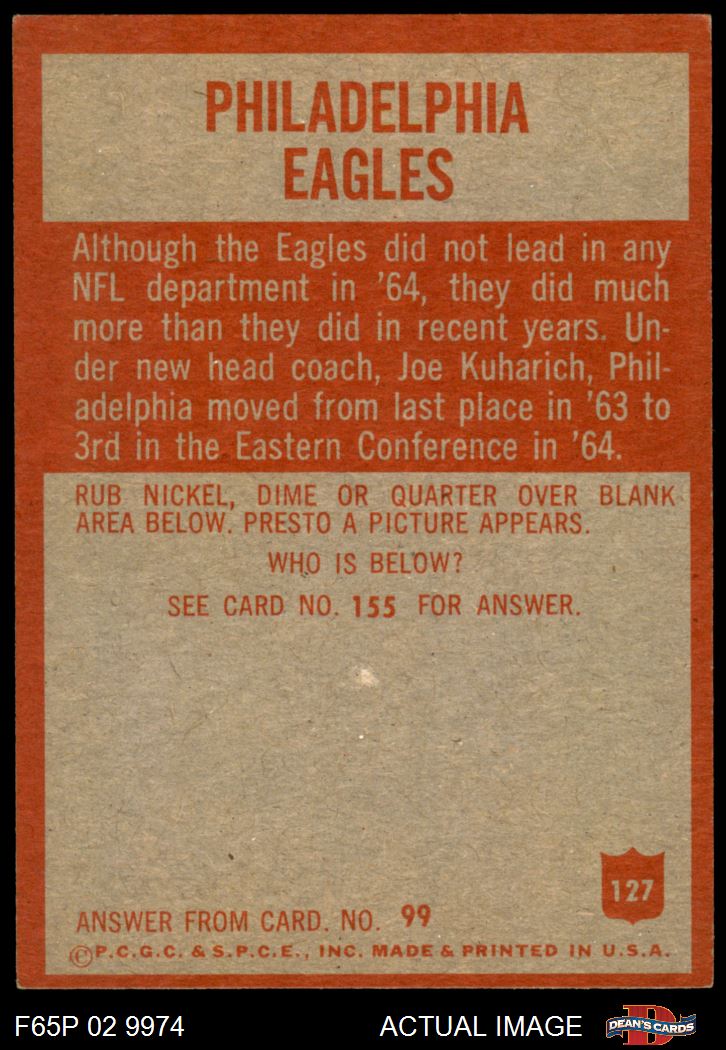 PHILADELPHIA
EAGLES
Although the Eagles did not lead in any
NFL department in '64, they did much
more than they did in recent years. Un-
der new head coach, Joe Kuharich, Phil-
adelphia moved from last place in '63 to
3rd in the Eastern Conference in '64.
RUB NICKEL, DIME OR QUARTER OVER BLANK
AREA BELOW. PRESTO A PICTURE APPEARS.
WHO IS BELOW?
SEE CARD NO. 155 FOR ANSWER.
127
ANSWER FROM CARD. NO. 99
©P.C.G.C. & S.P.C.E., INC. MADE & PRINTED IN U.S.A.
F65P 02 9974 ACTUAL IMAGE D DEAN'S CARDS